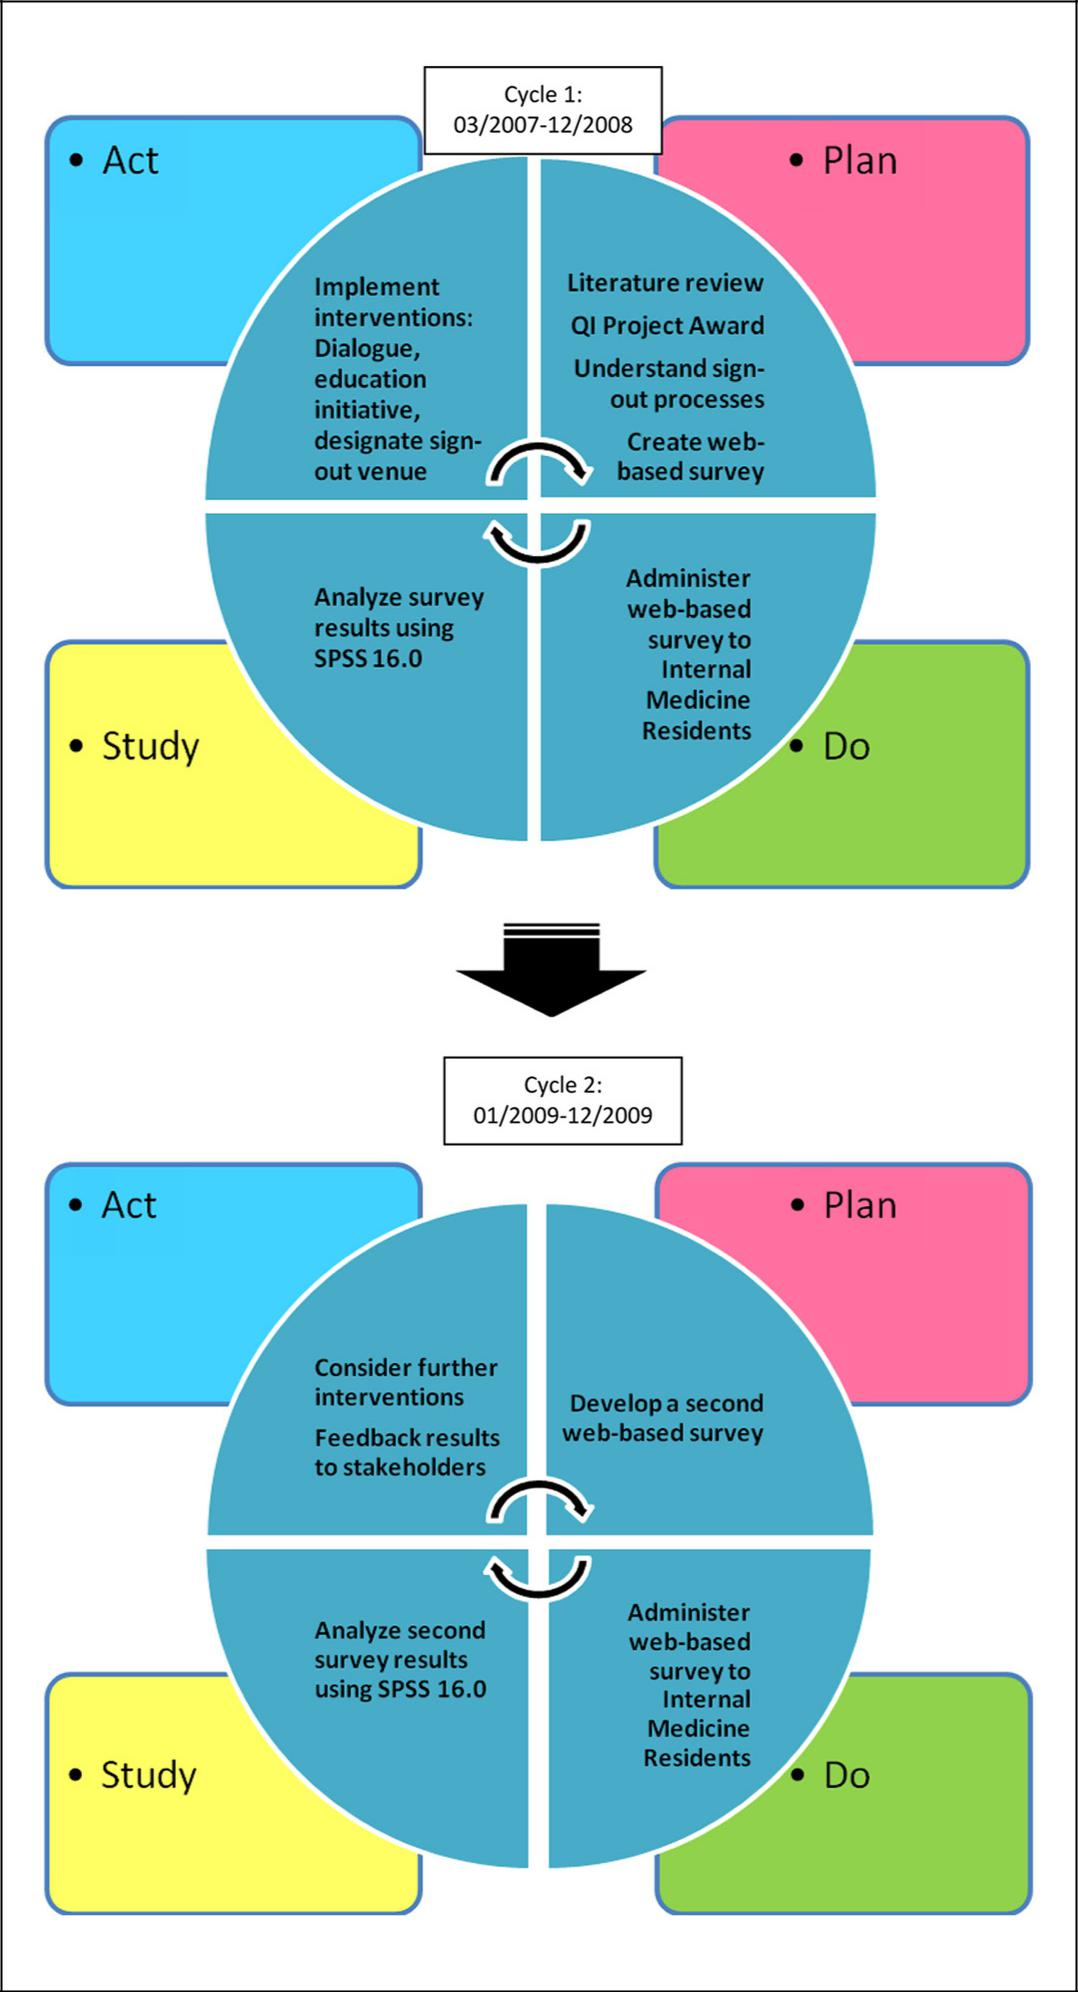 Cycle 1:
03/2007-12/2008
• Act
• Plan
Implement
interventions:
Dialogue,
education
initiative,
designate sign-
out venue
Literature review
QI Project Award
Understand sign-
out processes
Create web-
based survey
Analyze survey
results using
SPSS 16.0
Administer
web-based
survey to
Internal
Medicine
Residents
• Study
• Do
Cycle 2:
01/2009-12/2009
• Act
• Plan
Consider further
interventions
Feedback results
to stakeholders
Develop a second
web-based survey
Analyze second
survey results
using SPSS 16.0
Administer
web-based
survey to
Internal
Medicine
Residents
• Study
• Do